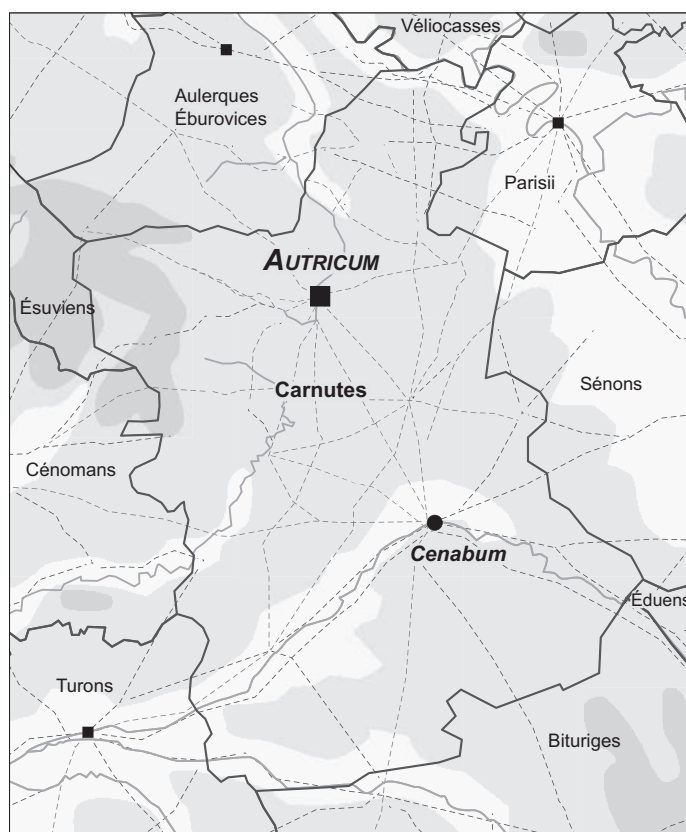 Véliocasses
Aulerques
Éburovices
Parisii
AUTRICUM
Ésuviens
Carnutes
Sénons
Cénomans
Cenabum
Éduens
Turons
Bituriges